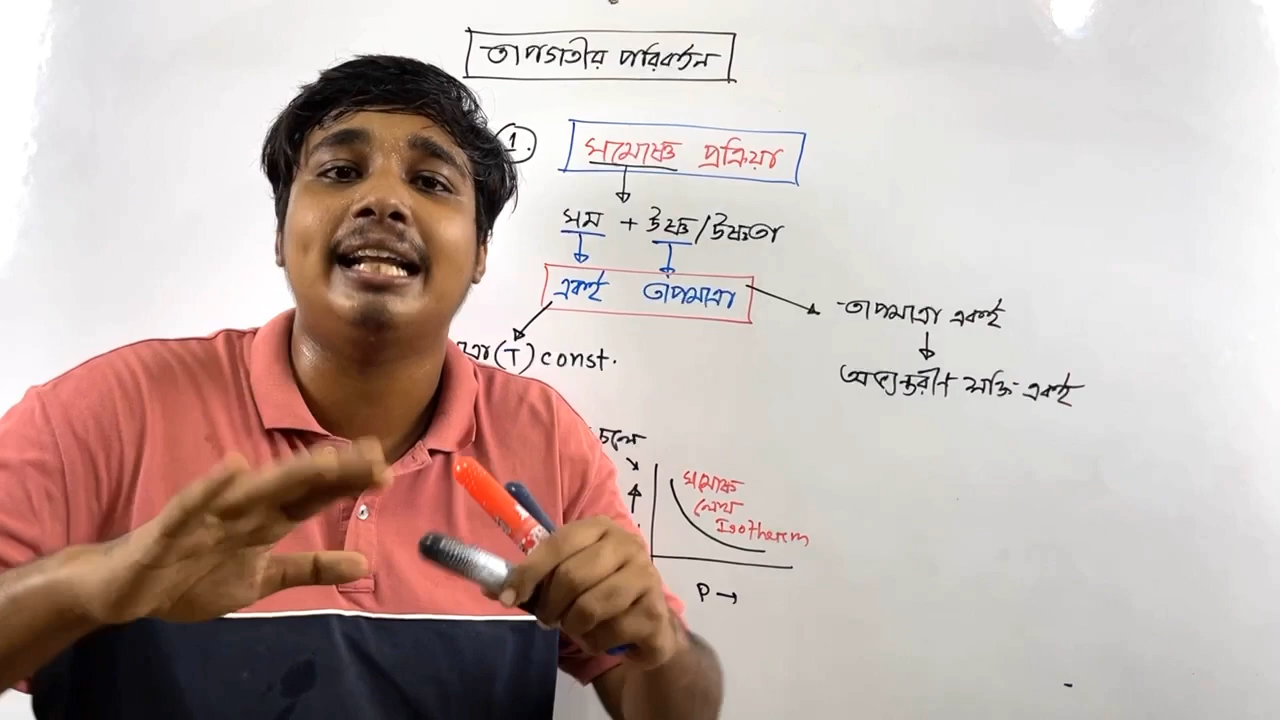 তাপগতীয় পরিবর্তন
1.
সমোষ্ণ প্রক্রিয়া
সম + উষ্ণ/উষ্ণতা
একই তাপমাত্রা
তাপমাত্রা একই
(T) const.
অভ্যন্তরীণ শক্তি একই
চলে
সমোষ্ণ
লেখ
Isotherm
P →